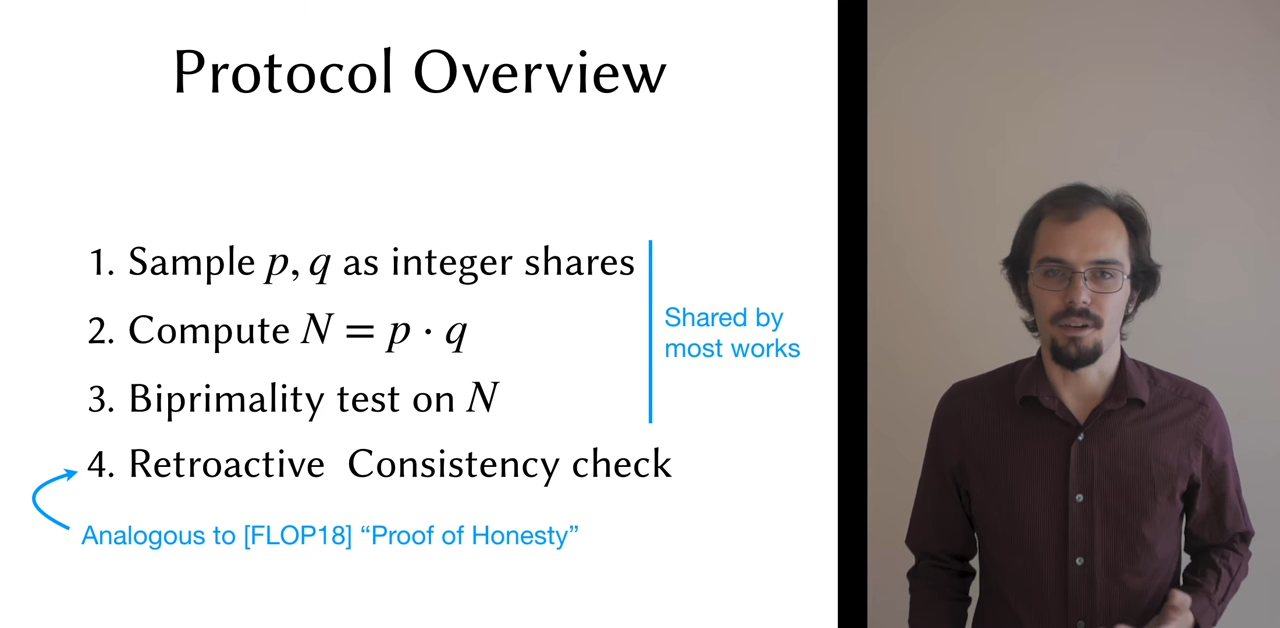 Protocol Overview
1. Sample p, q as integer shares
2. Compute N = p · q
3. Biprimality test on N
Shared by
most works
4. Retroactive Consistency check
Analogous to [FLOP18] “Proof of Honesty”